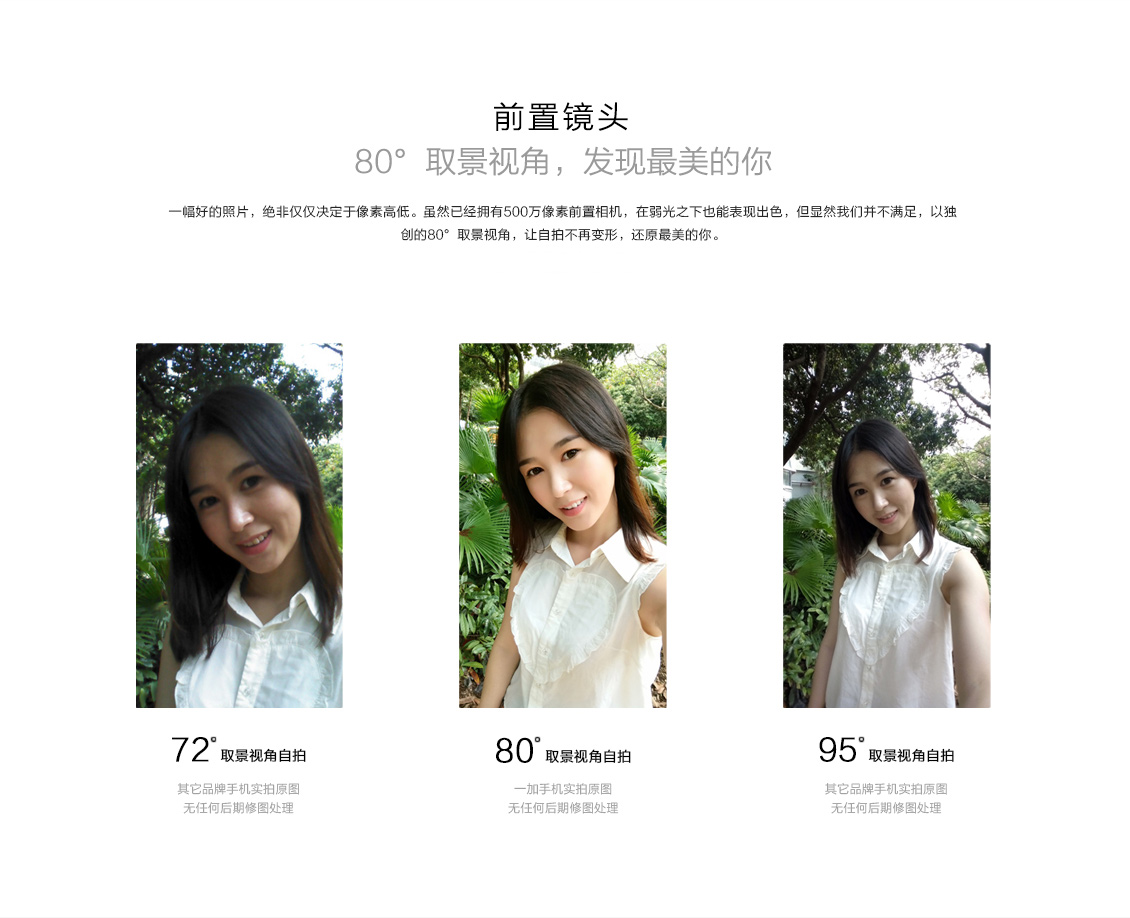 前置镜头
80°取景视角，发现最美的你
一幅好的照片，绝非仅仅决定于像素高低。虽然已经拥有500万像素前置相机，在弱光之下也能表现出色，但显然我们并不满足，以独
创的80°取景视角，让自拍不再变形，还原最美的你。
72°取景视角自拍
其它品牌手机实拍原图
无任何后期修图处理
80°取景视角自拍
一加手机实拍原图
无任何后期修图处理
95°取景视角自拍
其它品牌手机实拍原图
无任何后期修图处理